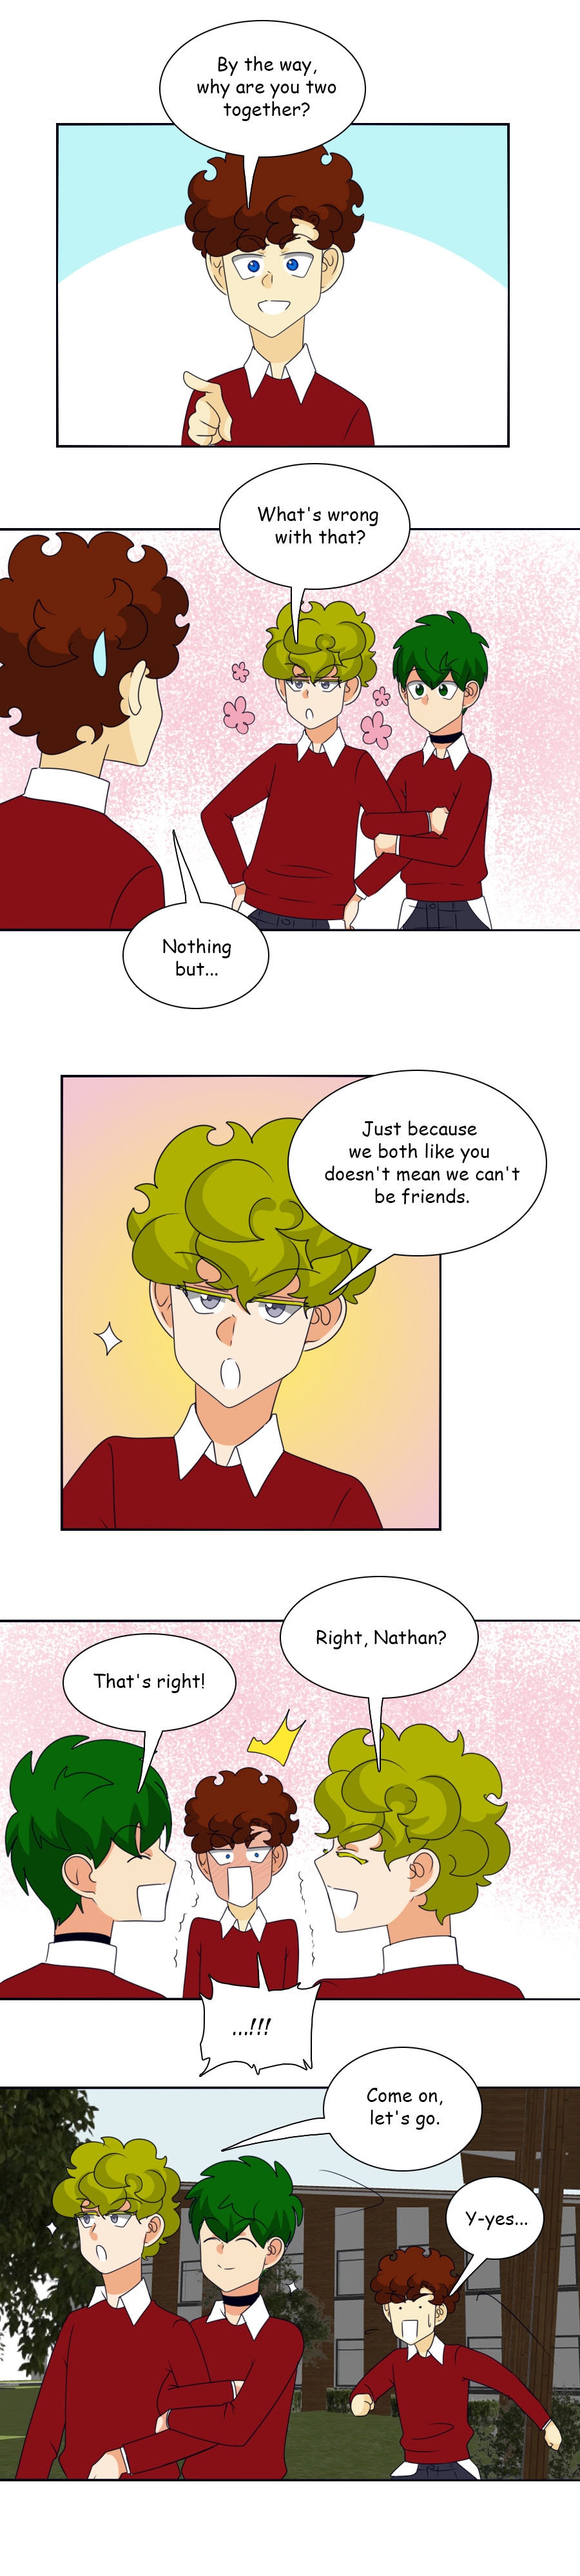 By the way,
why are you two
together?
What's wrong
with that?
Nothing
but...
Just because
we both like you
doesn't mean we can't
be friends.
Right, Nathan?
That's right!
...!!!
Come on,
let's go.
Y-yes...